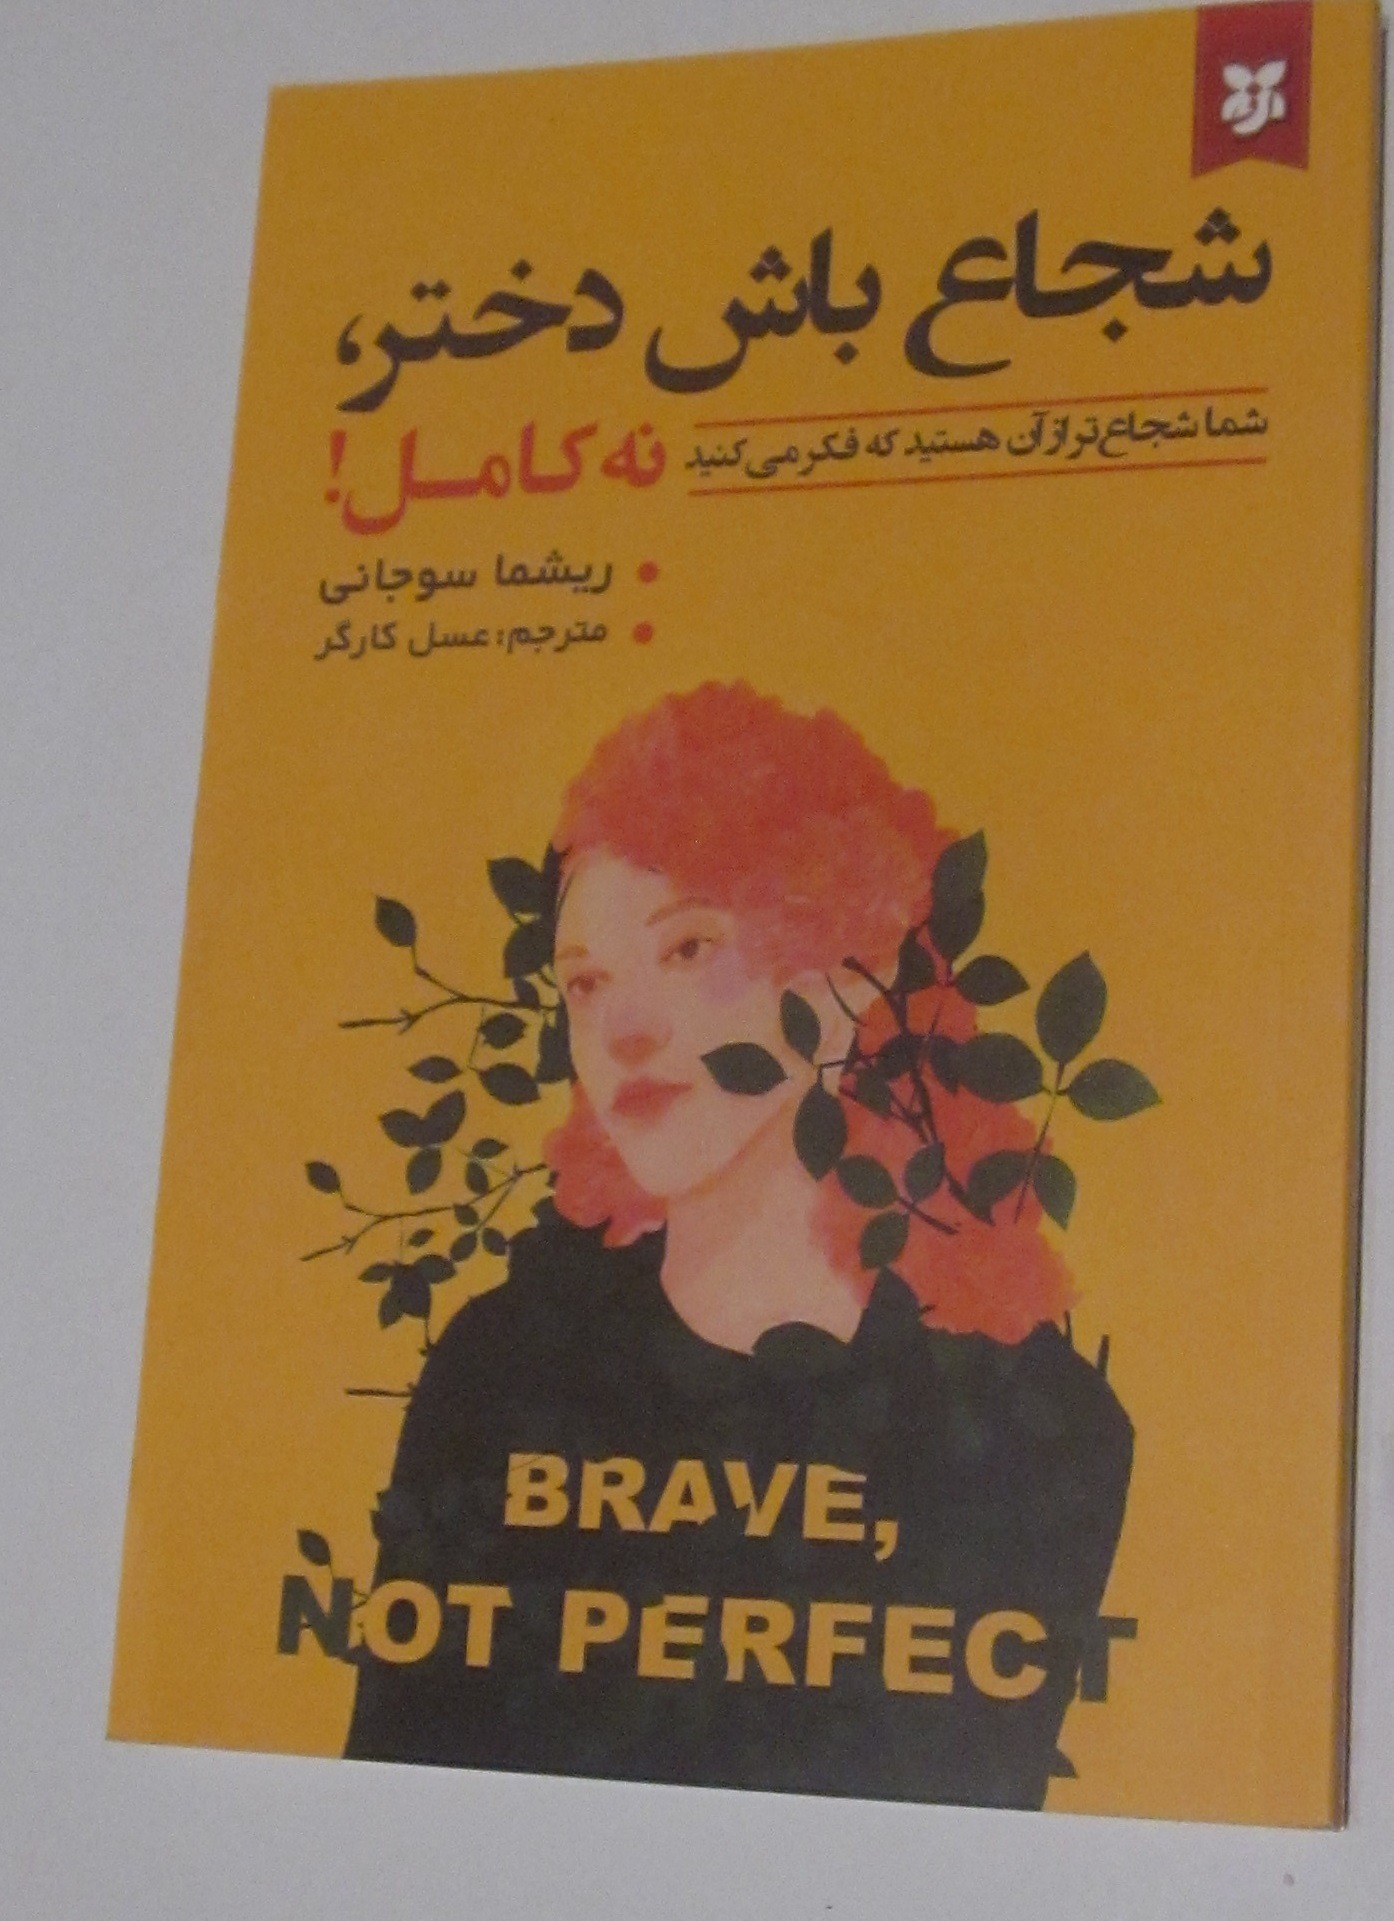 شجاع باش دختر،
نه کامل!
شما شجاع‌تر از آن هستید که فکر می‌کنید
ریشما سوجانی
مترجم: عسل کارگر
BRAVE,
NOT PERFECT